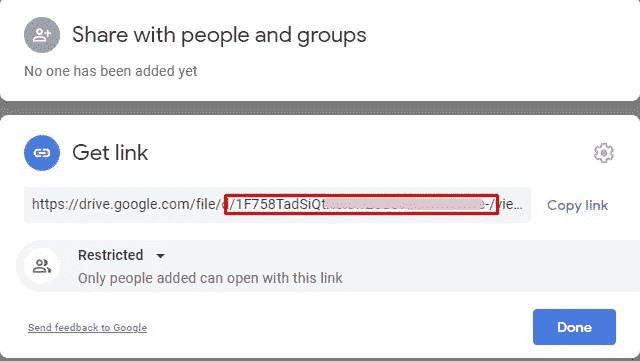 Share with people and groups
No one has been added yet
Get link
https://drive.google.com/file/d/1F758TadSiQt -/vie...
Copy link
Restricted
Only people added can open with this link
Send feedback to Google
Done